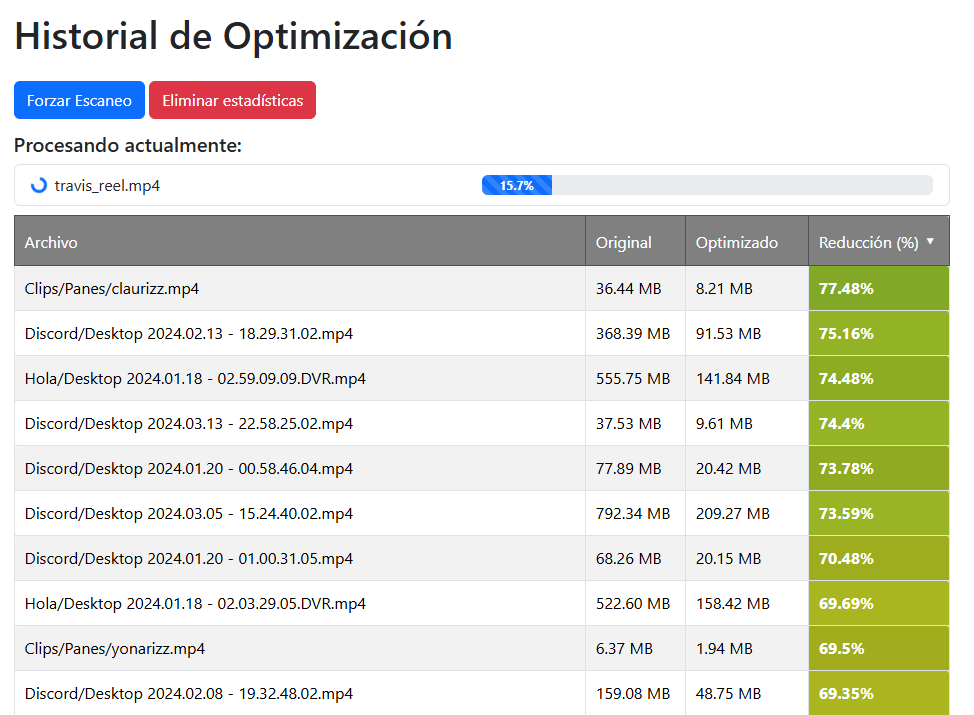 Historial de Optimización
Forzar Escaneo Eliminar estadísticas
Procesando actualmente:
travis_reel.mp4 15.7%
Archivo Original Optimizado Reducción (%) ▼
Clips/Panes/claurizz.mp4 36.44 MB 8.21 MB 77.48%
Discord/Desktop 2024.02.13 - 18.29.31.02.mp4 368.39 MB 91.53 MB 75.16%
Hola/Desktop 2024.01.18 - 02.59.09.09.DVR.mp4 555.75 MB 141.84 MB 74.48%
Discord/Desktop 2024.03.13 - 22.58.25.02.mp4 37.53 MB 9.61 MB 74.4%
Discord/Desktop 2024.01.20 - 00.58.46.04.mp4 77.89 MB 20.42 MB 73.78%
Discord/Desktop 2024.03.05 - 15.24.40.02.mp4 792.34 MB 209.27 MB 73.59%
Discord/Desktop 2024.01.20 - 01.00.31.05.mp4 68.26 MB 20.15 MB 70.48%
Hola/Desktop 2024.01.18 - 02.03.29.05.DVR.mp4 522.60 MB 158.42 MB 69.69%
Clips/Panes/yonarizz.mp4 6.37 MB 1.94 MB 69.5%
Discord/Desktop 2024.02.08 - 19.32.48.02.mp4 159.08 MB 48.75 MB 69.35%